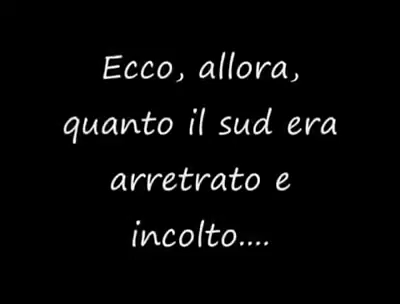 Ecco, allora,
quanto il sud era
arretrato e
incolto....